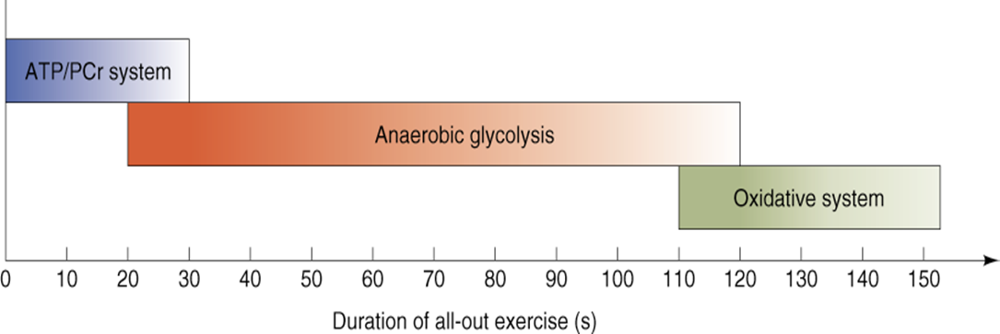 ATP/PCr system
Anaerobic glycolysis
Oxidative system
0 10 20 30 40 50 60 70 80 90 100 110 120 130 140 150
Duration of all-out exercise (s)